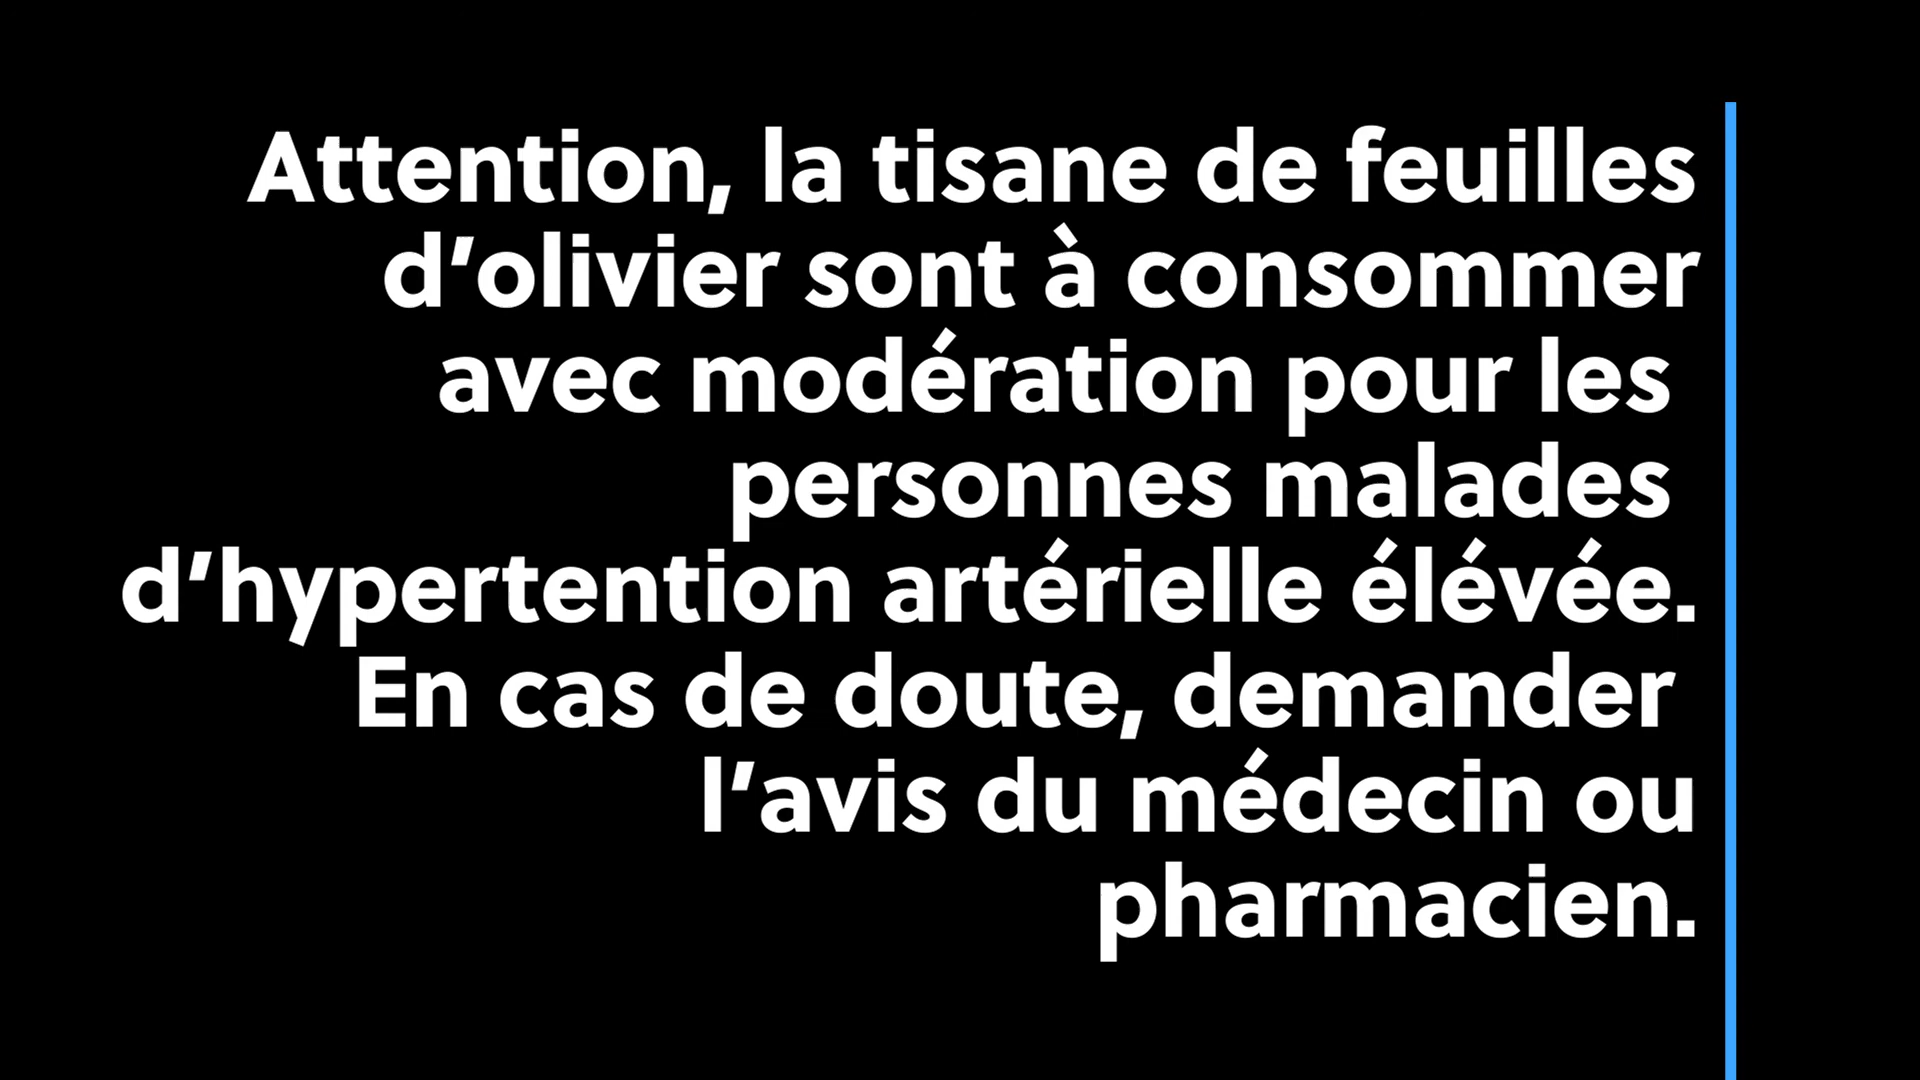 Attention, la tisane de feuilles
d’olivier sont à consommer
avec modération pour les
personnes malades
d’hypertention artérielle élévée.
En cas de doute, demander
l’avis du médecin ou
pharmacien.